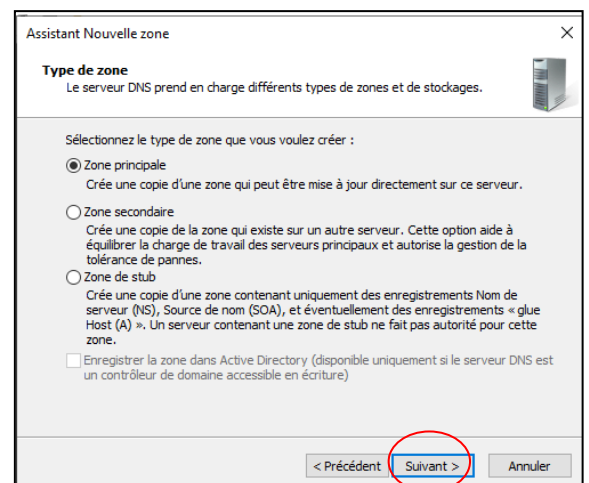 Assistant Nouvelle zone
Type de zone
Le serveur DNS prend en charge différents types de zones et de stockages.
Sélectionnez le type de zone que vous voulez créer :
Zone principale
Crée une copie d'une zone qui peut être mise à jour directement sur ce serveur.
Zone secondaire
Crée une copie de la zone qui existe sur un autre serveur. Cette option aide à
équilibrer la charge de travail des serveurs principaux et autorise la gestion de la
tolérance de pannes.
Zone de stub
Crée une copie d'une zone contenant uniquement des enregistrements Nom de
serveur (NS), Source de nom (SOA), et éventuellement des enregistrements « glue
Host (A) ». Un serveur contenant une zone de stub ne fait pas autorité pour cette
zone.
Enregistrer la zone dans Active Directory (disponible uniquement si le serveur DNS est
un contrôleur de domaine accessible en écriture)
< Précédent Suivant > Annuler